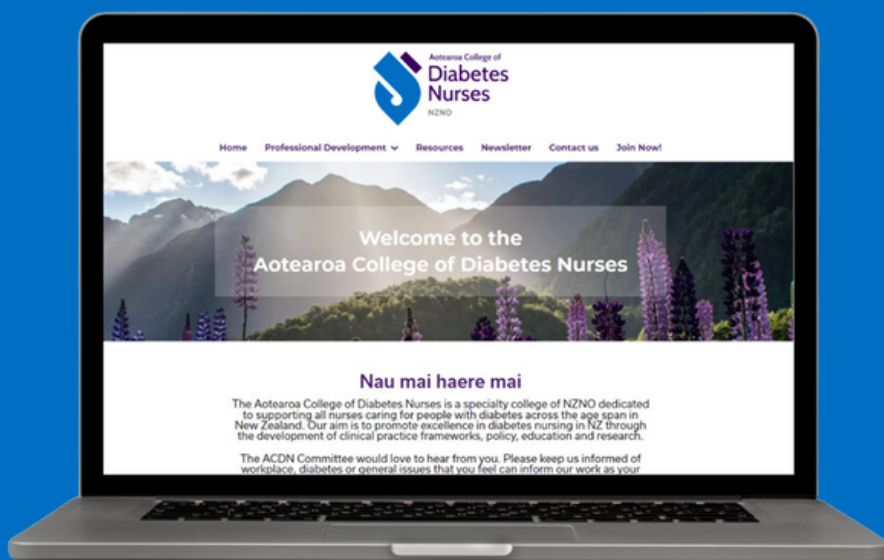 Aotearoa College of
Diabetes
Nurses
NZNO
Home Professional Development Resources Newsletter Contact us Join Now!
Welcome to the
Aotearoa College of Diabetes Nurses
Nau mai haere mai
The Aotearoa College of Diabetes Nurses is a specialty college of NZNO dedicated
to supporting all nurses caring for people with diabetes across the age span in
New Zealand. Our aim is to promote excellence in diabetes nursing in NZ through
the development of clinical practice frameworks, policy, education and research.
The ACDN Committee would love to hear from you. Please keep us informed of
workplace, diabetes or general issues that you feel can inform our work as your